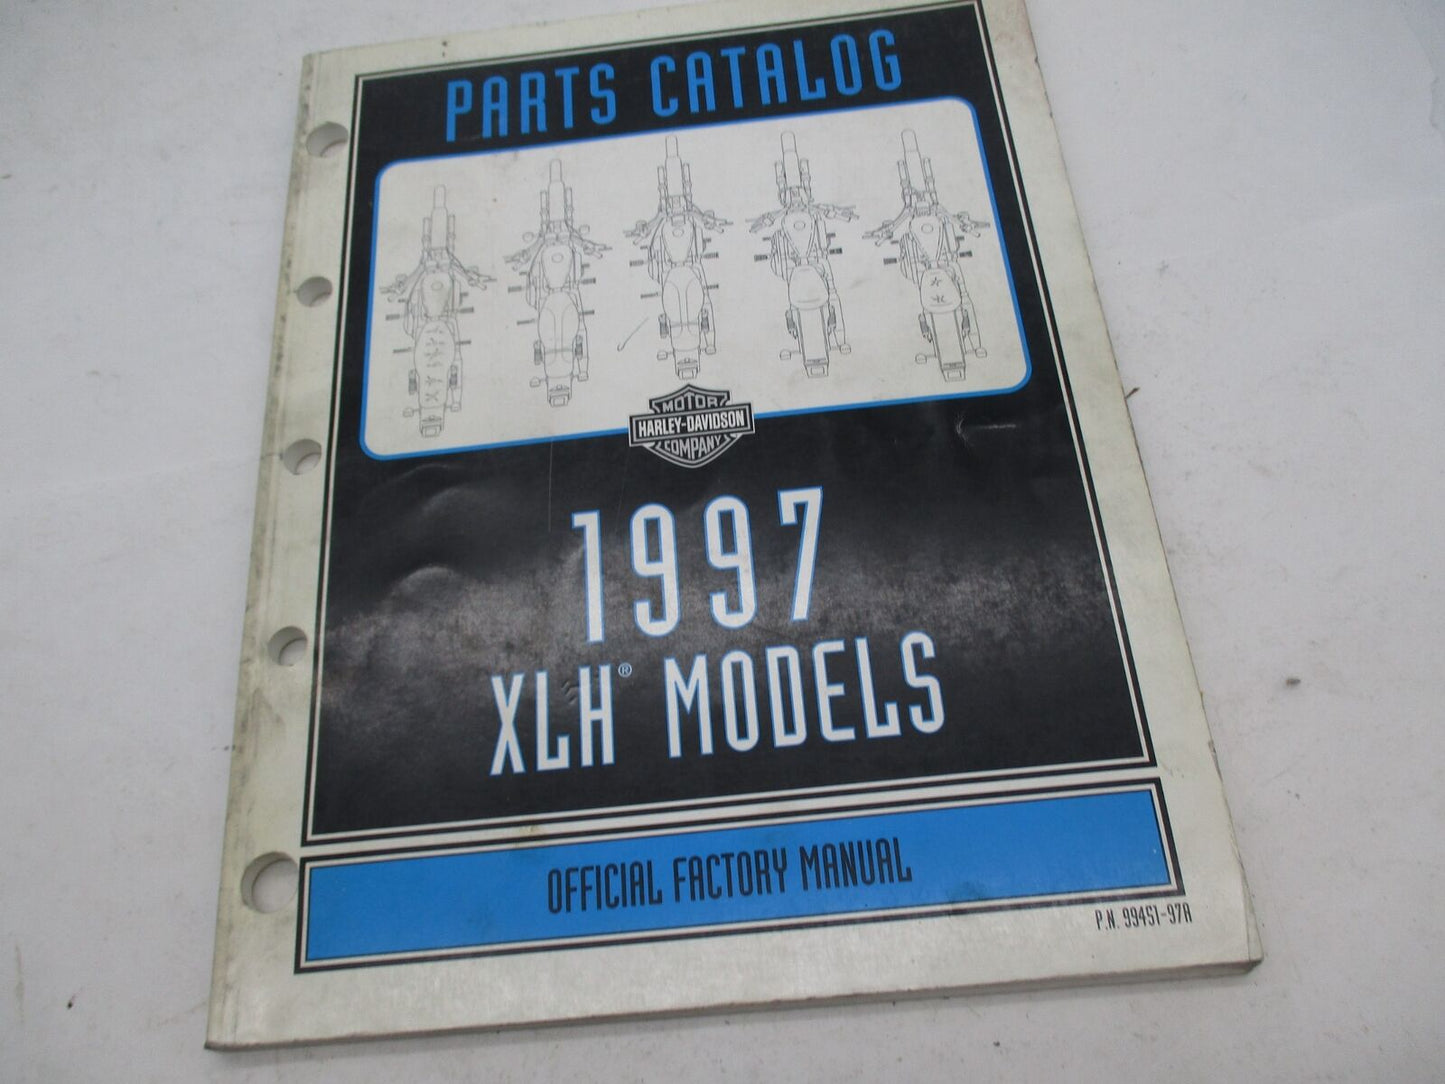 PARTS CATALOG
MOTOR
HARLEY-DAVIDSON
COMPANY
1997
XLH® MODELS
OFFICIAL FACTORY MANUAL
P.N. 99451-97A